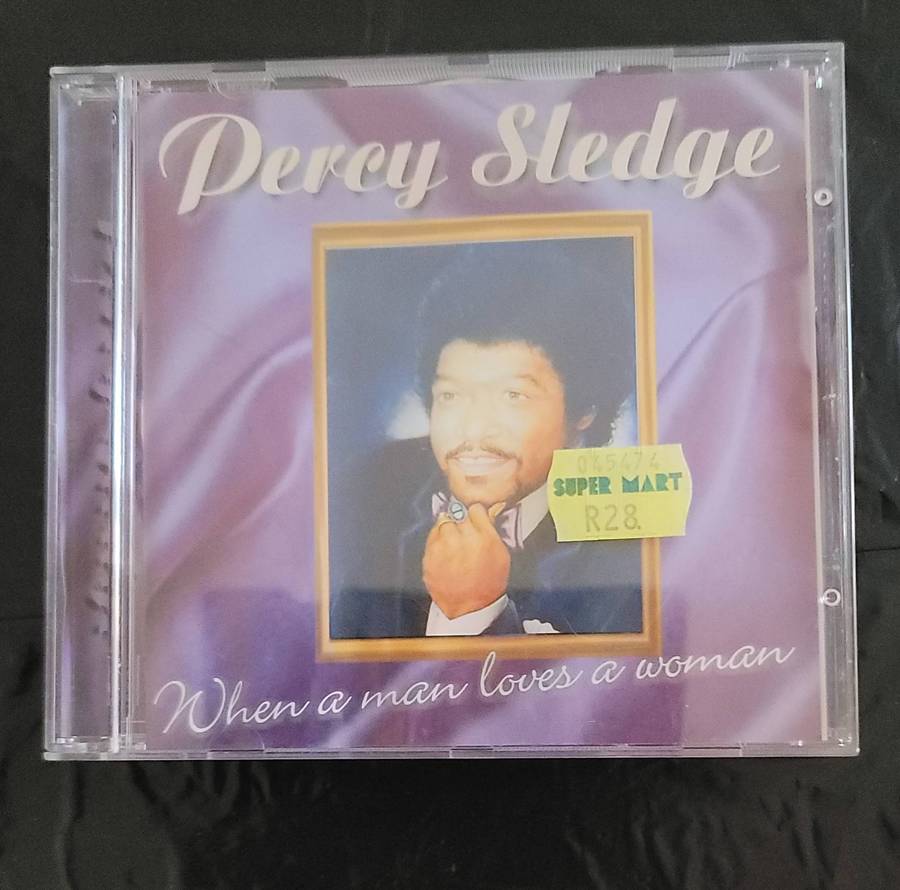 Percy Sledge
045474
SUPER MART
R28.
When a man loves a woman